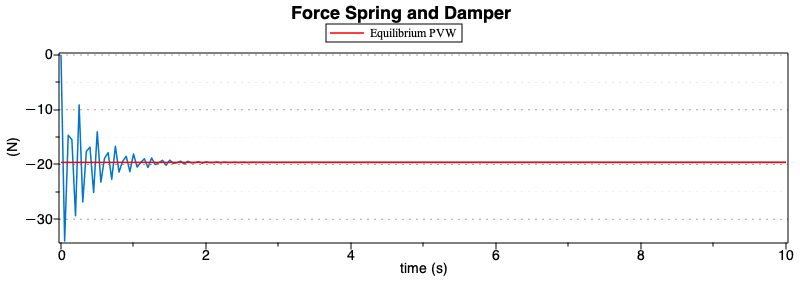 Force Spring and Damper
Equilibrium PVW
0
−10
−20
−30
(N)
0 2 4 6 8 10
time (s)